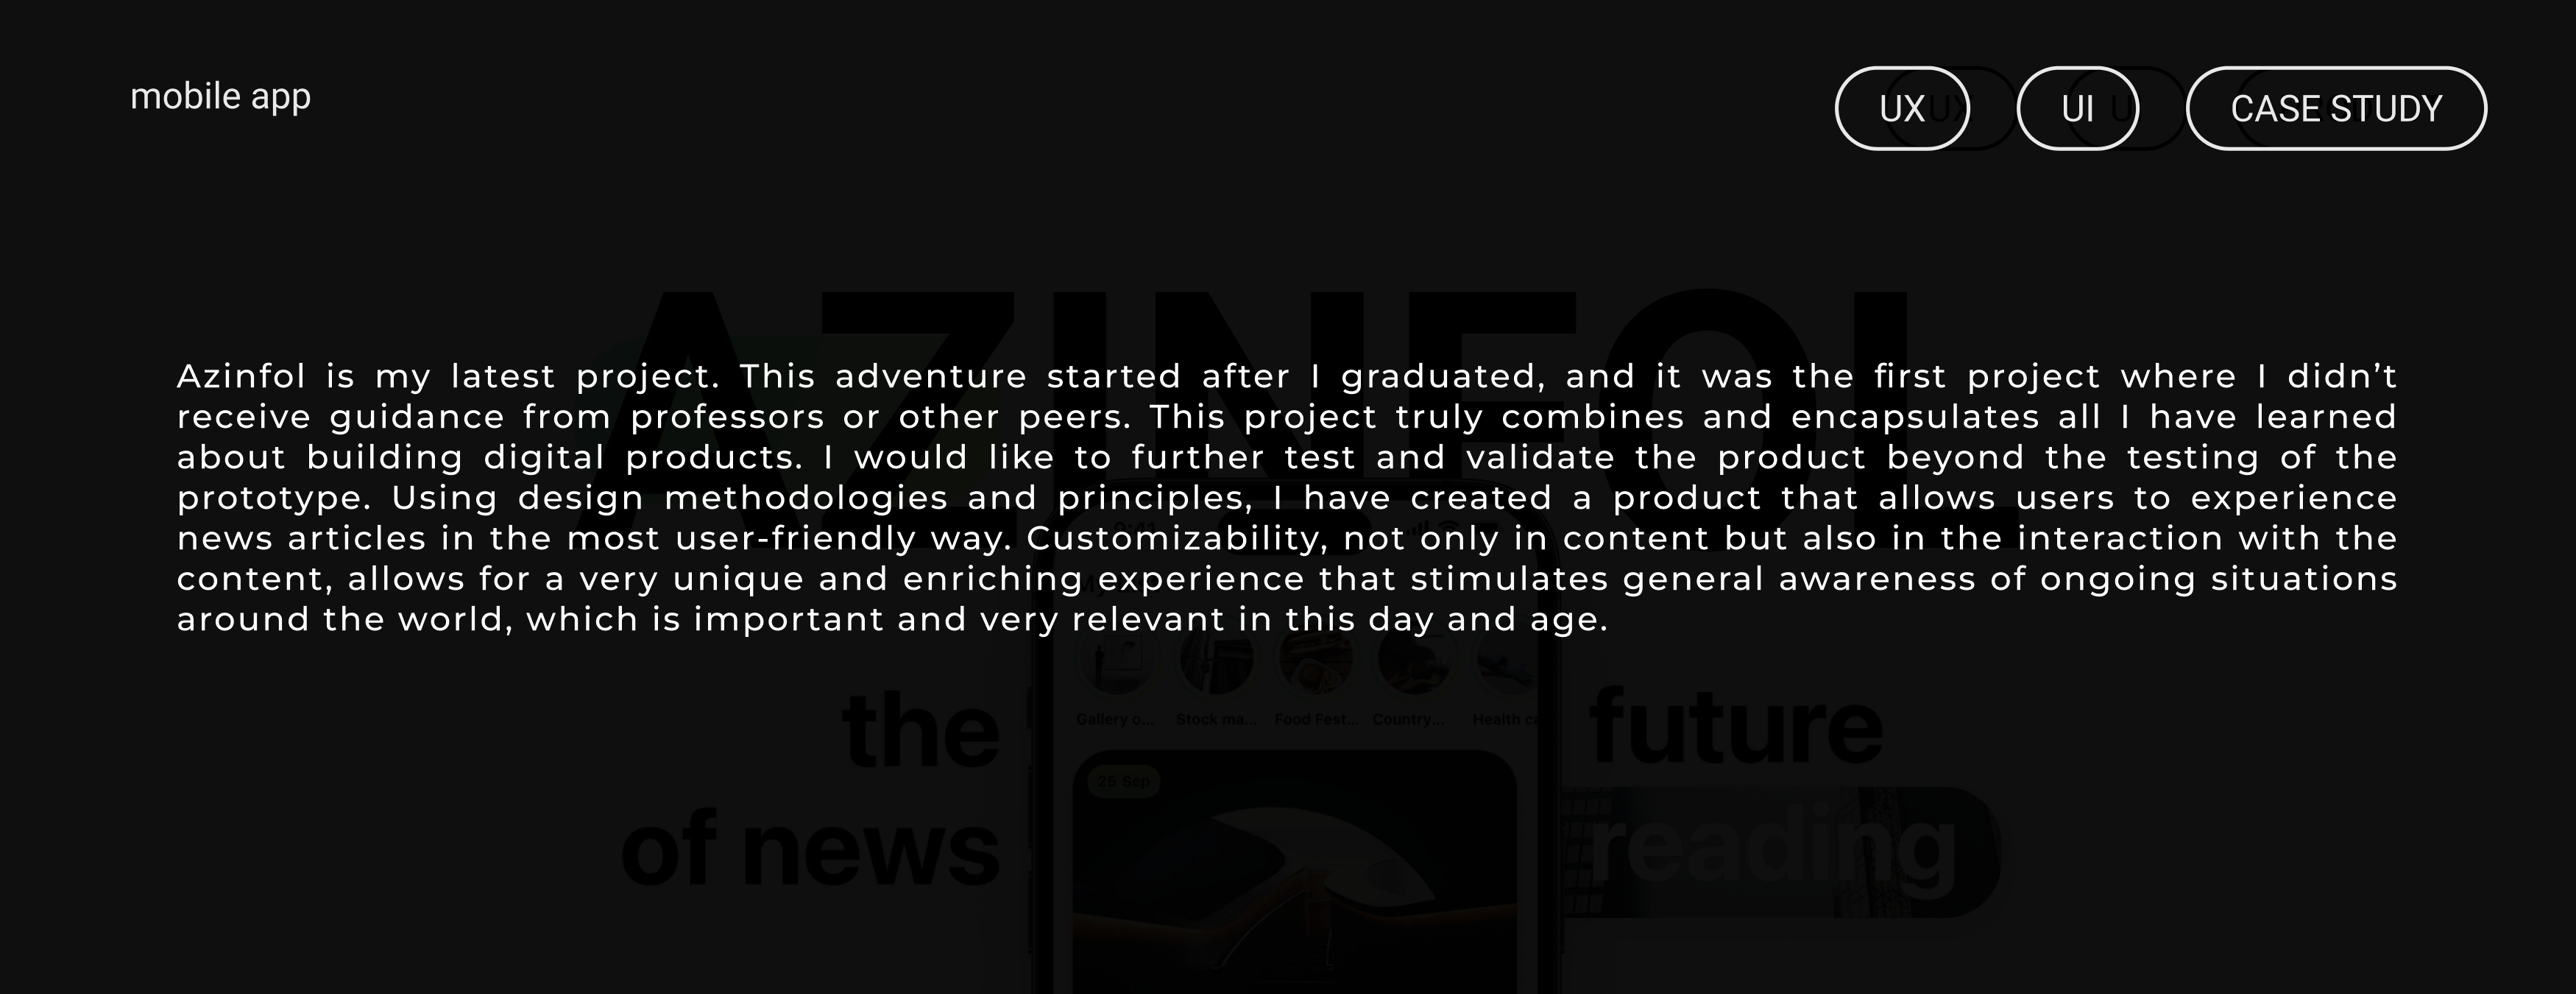 mobile app
UX UI CASE STUDY
AZINFOL
Azinfol is my latest project. This adventure started after I graduated, and it was the first project where I didn’t
receive guidance from professors or other peers. This project truly combines and encapsulates all I have learned
about building digital products. I would like to further test and validate the product beyond the testing of the
prototype. Using design methodologies and principles, I have created a product that allows users to experience
news articles in the most user-friendly way. Customizability, not only in content but also in the interaction with the
content, allows for a very unique and enriching experience that stimulates general awareness of ongoing situations
around the world, which is important and very relevant in this day and age.
9:41
Gallery o... Stock ma... Food Fest... Country... Health ca
the future
25 Sep
of news reading